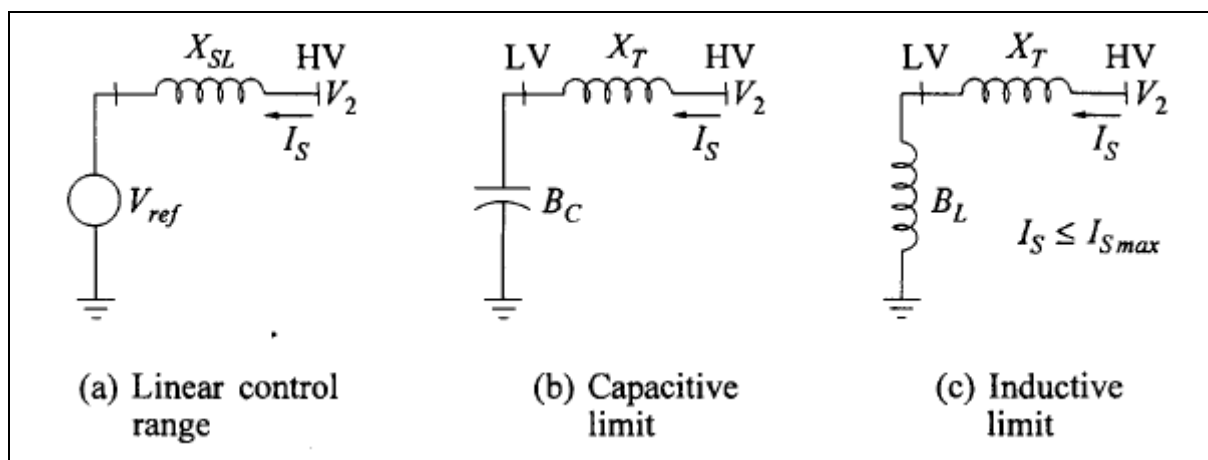 X_SL HV
V_2
I_S
V_ref
(a) Linear control
range
LV X_T HV
V_2
I_S
B_C
(b) Capacitive
limit
LV X_T HV
V_2
I_S
B_L
I_S ≤ I_Smax
(c) Inductive
limit